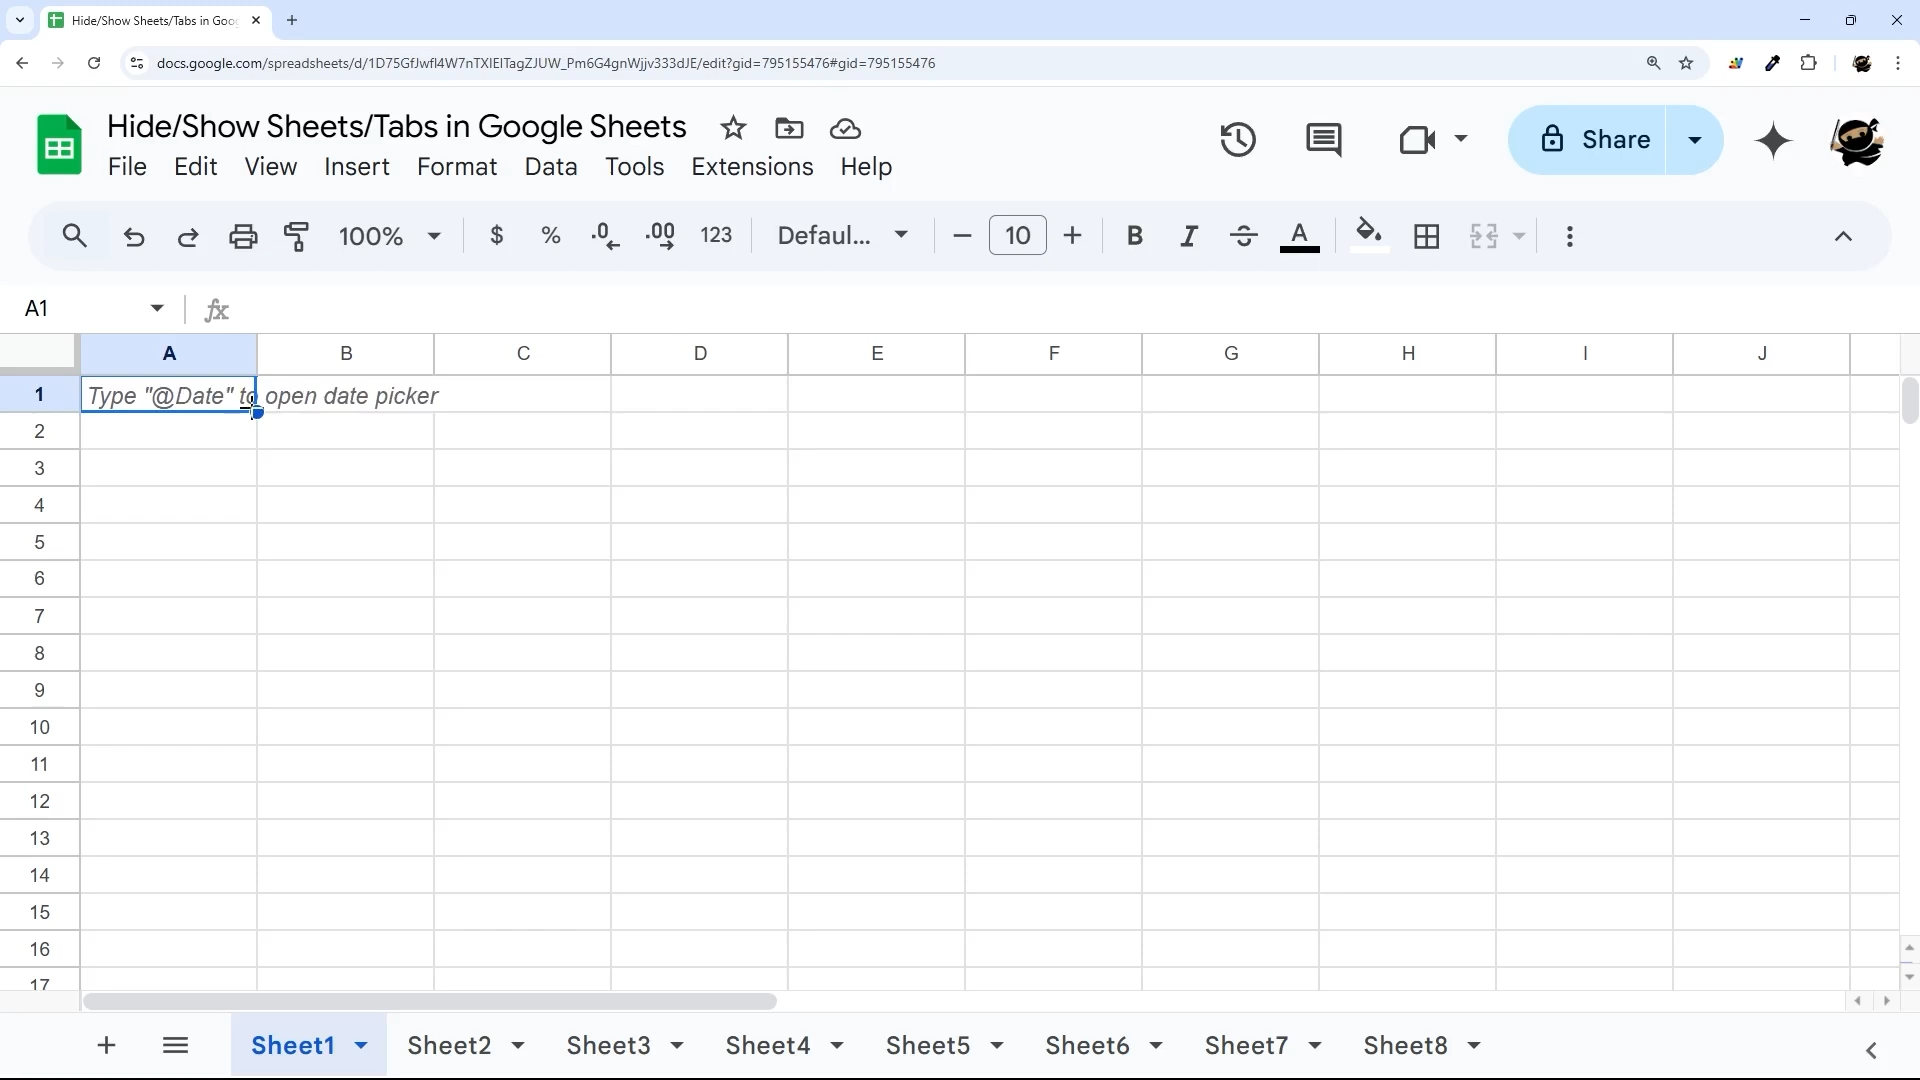 Hide/Show Sheets/Tabs in Goo
docs.google.com/spreadsheets/d/1D75GfJwfI4W7nTXIEITagZJUW_Pm6G4gnWjjv333dJE/edit?gid=795155476#gid=795155476
Hide/Show Sheets/Tabs in Google Sheets
File Edit View Insert Format Data Tools Extensions Help
Share
100% $ % .0 .00 123 Defaul... 10 B I S A
A1 fx
A B C D E F G H I J
1 Type "@Date" to open date picker
2
3
4
5
6
7
8
9
10
11
12
13
14
15
16
17
Sheet1 Sheet2 Sheet3 Sheet4 Sheet5 Sheet6 Sheet7 Sheet8